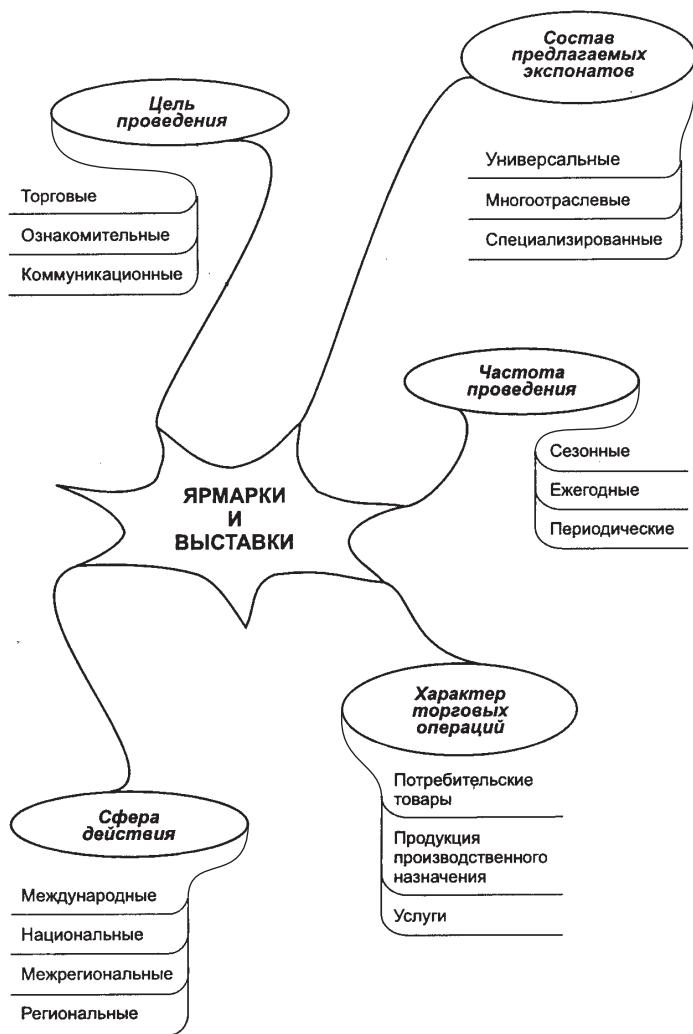 Состав
предлагаемых
экспонатов
Универсальные
Многоотраслевые
Специализированные
Цель
проведения
Торговые
Ознакомительные
Коммуникационные
Частота
проведения
Сезонные
Ежегодные
Периодические
ЯРМАРКИ
И
ВЫСТАВКИ
Характер
торговых
операций
Потребительские
товары
Продукция
производственного
назначения
Услуги
Сфера
действия
Международные
Национальные
Межрегиональные
Региональные